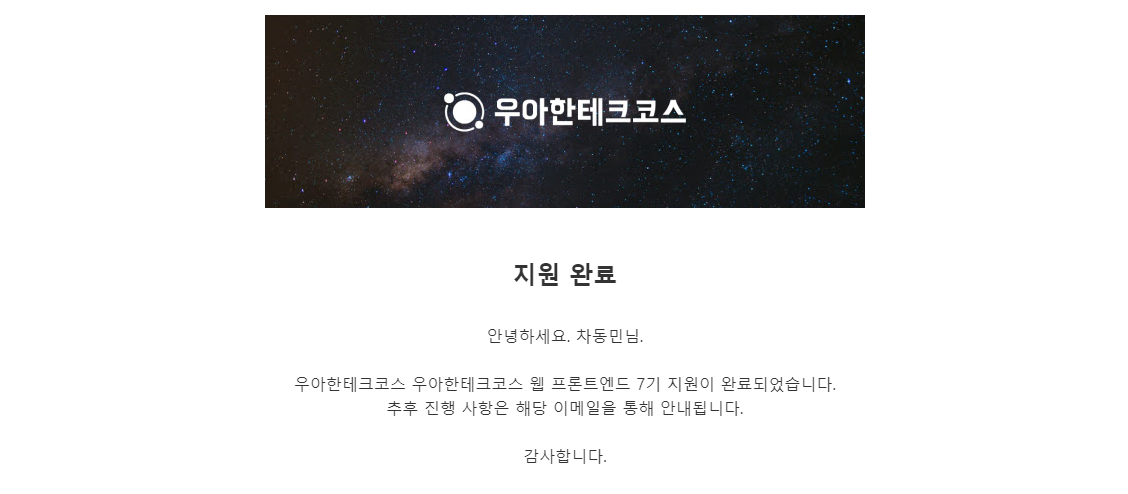 우아한테크코스
지원 완료
안녕하세요. 차동민님.
우아한테크코스 우아한테크코스 웹 프론트엔드 7기 지원이 완료되었습니다.
추후 진행 사항은 해당 이메일을 통해 안내됩니다.
감사합니다.